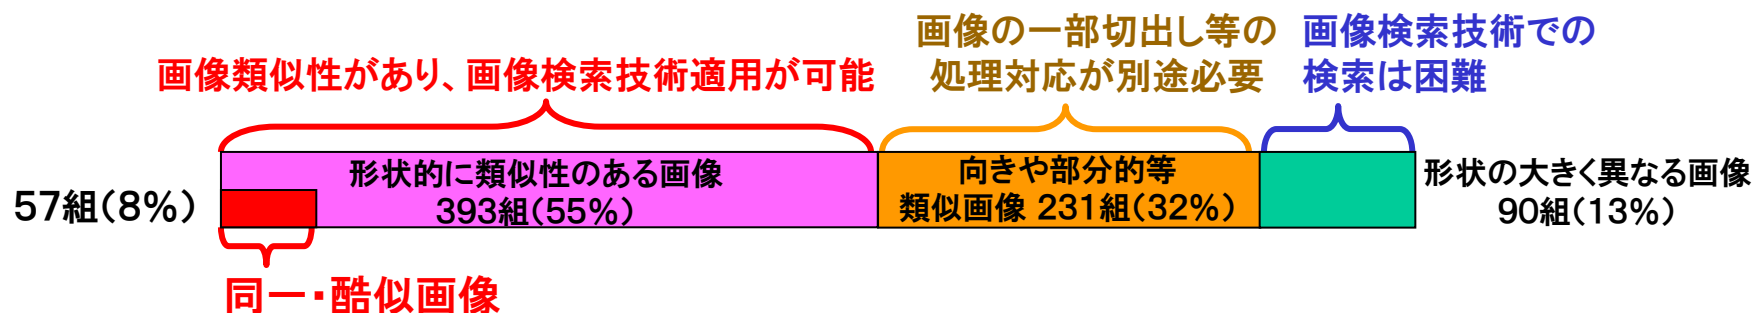 画像の一部切出し等の
処理対応が別途必要
画像検索技術での
検索は困難
画像類似性があり、画像検索技術適用が可能
形状的に類似性のある画像
393組(55%)
向きや部分的等
類似画像 231組(32%)
形状の大きく異なる画像
90組(13%)
57組(8%)
同一・酷似画像